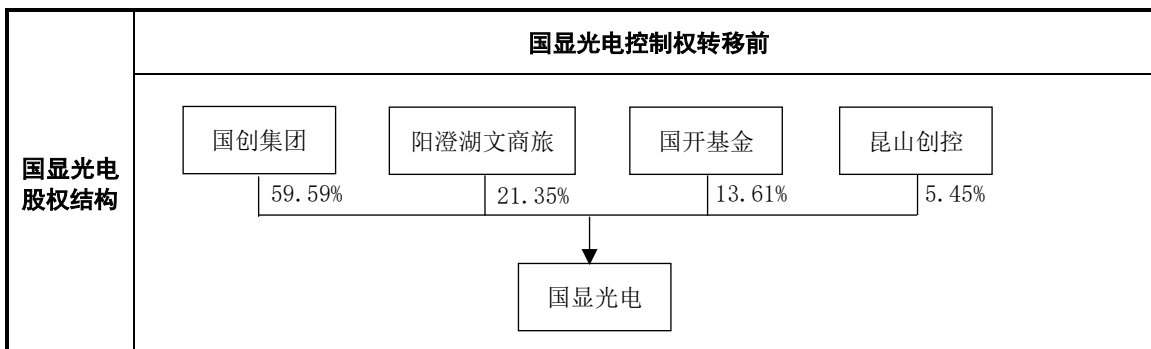 国显光电控制权转移前
国显光电
股权结构
国创集团
阳澄湖文商旅
国开基金
昆山创控
59.59%
21.35%
13.61%
5.45%
国显光电